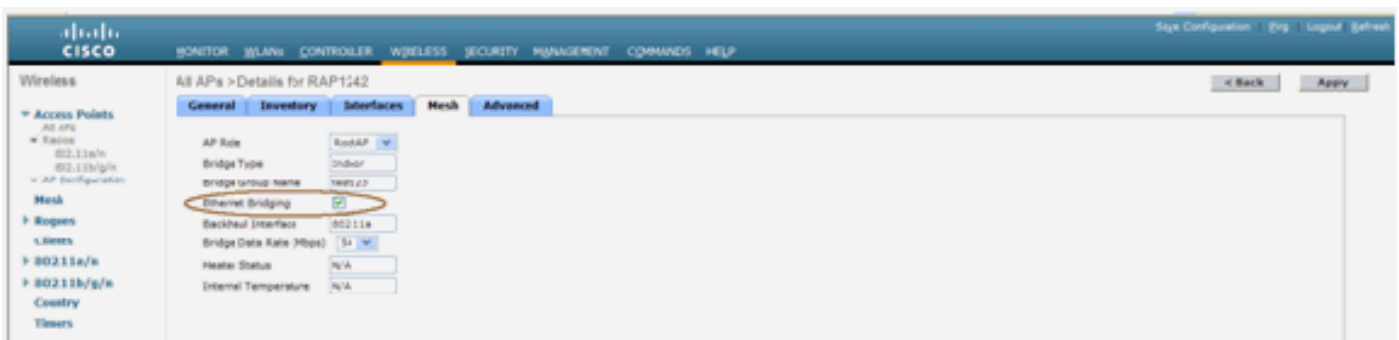 Save Configuration | Ping | Logout Refresh
CISCO
MONITOR WLANs CONTROLLER WIRELESS SECURITY MANAGEMENT COMMANDS HELP
Wireless
All APs > Details for RAP1242
< Back
Apply
General Inventory Interfaces Mesh Advanced
Access Points
All APs
Radios
802.11a/n
802.11b/g/n
AP Configuration
Mesh
Rogues
Clients
802.11a/n
802.11b/g/n
Country
Timers
AP Role RootAP
Bridge Type Indoor
Bridge Group Name
Ethernet Bridging
Backhaul Interface 802.11a
Bridge Data Rate (Mbps)
Heater Status N/A
Internal Temperature N/A